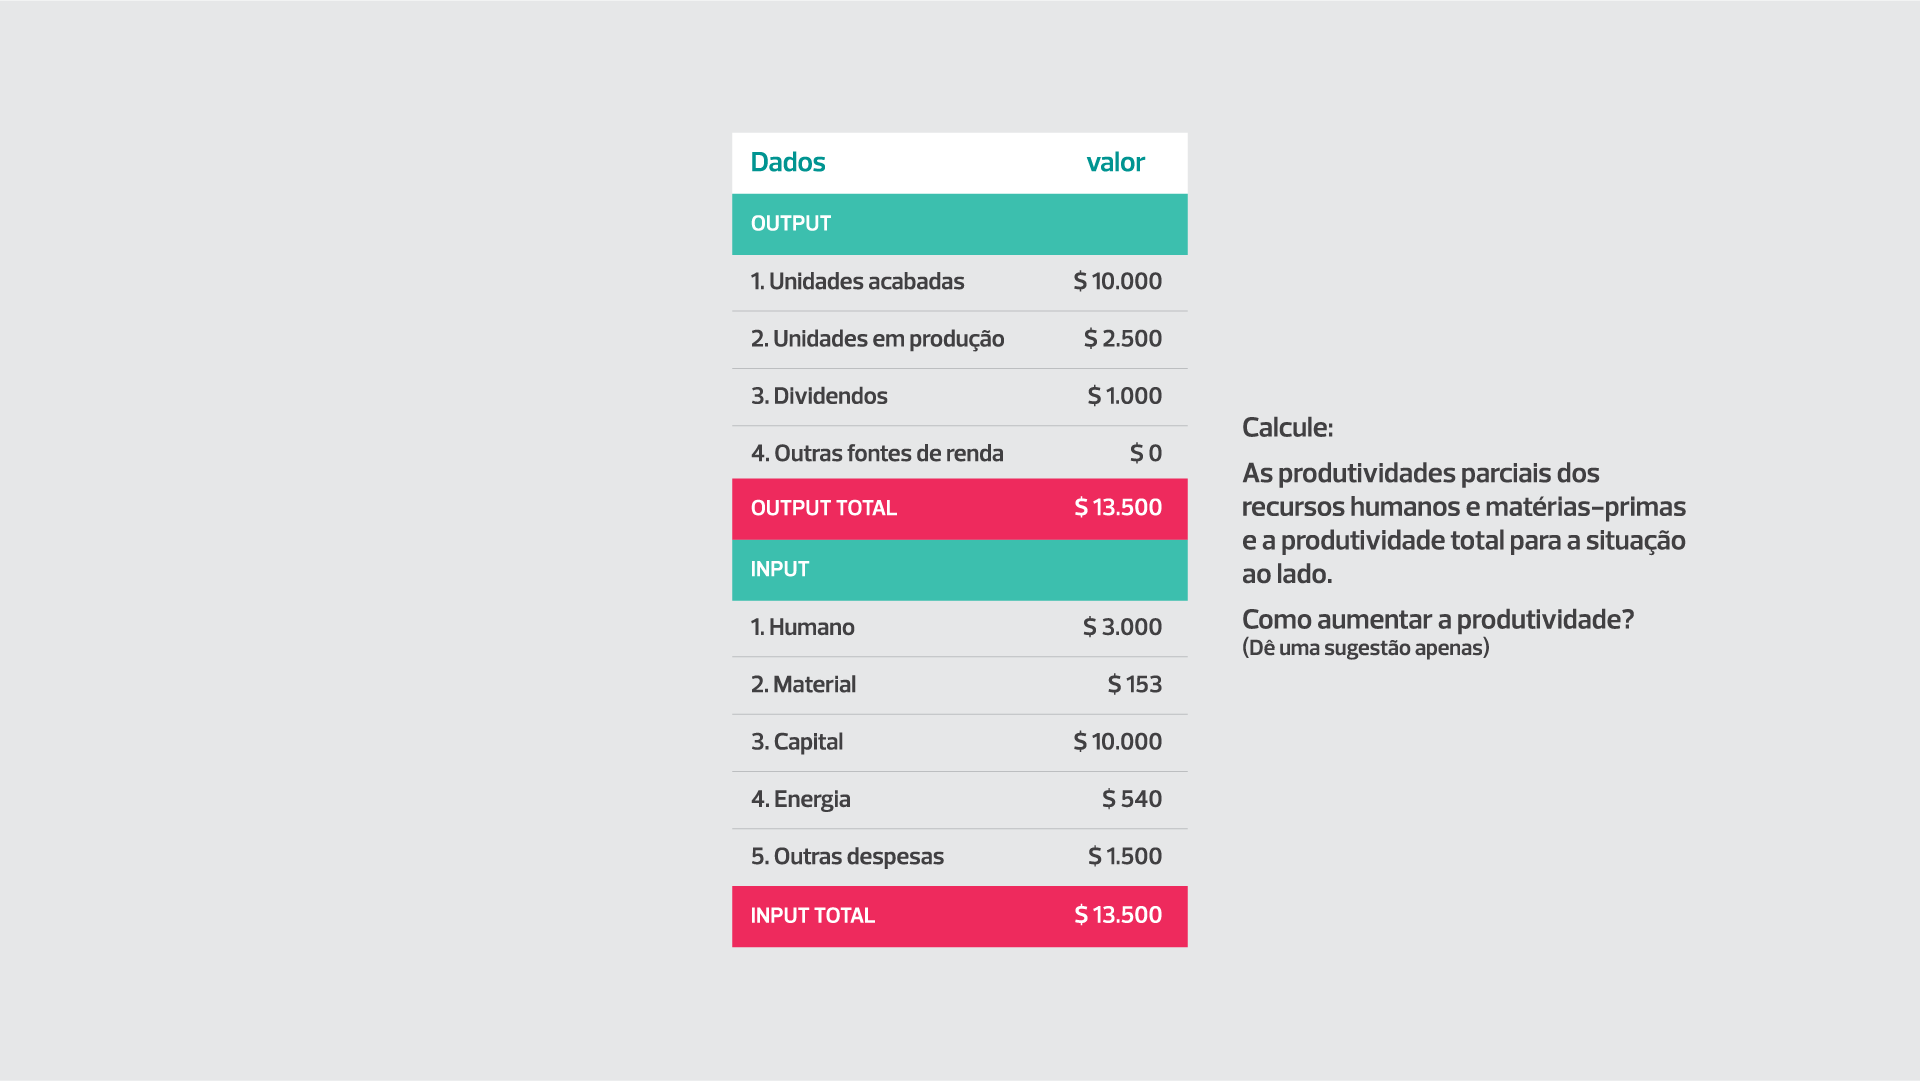 Dados valor
OUTPUT
1. Unidades acabadas $ 10.000
2. Unidades em produção $ 2.500
3. Dividendos $ 1.000
4. Outras fontes de renda $ 0
OUTPUT TOTAL $ 13.500
INPUT
1. Humano $ 3.000
2. Material $ 153
3. Capital $ 10.000
4. Energia $ 540
5. Outras despesas $ 1.500
INPUT TOTAL $ 13.500
Calcule:
As produtividades parciais dos
recursos humanos e matérias-primas
e a produtividade total para a situação
ao lado.
Como aumentar a produtividade?
(Dê uma sugestão apenas)